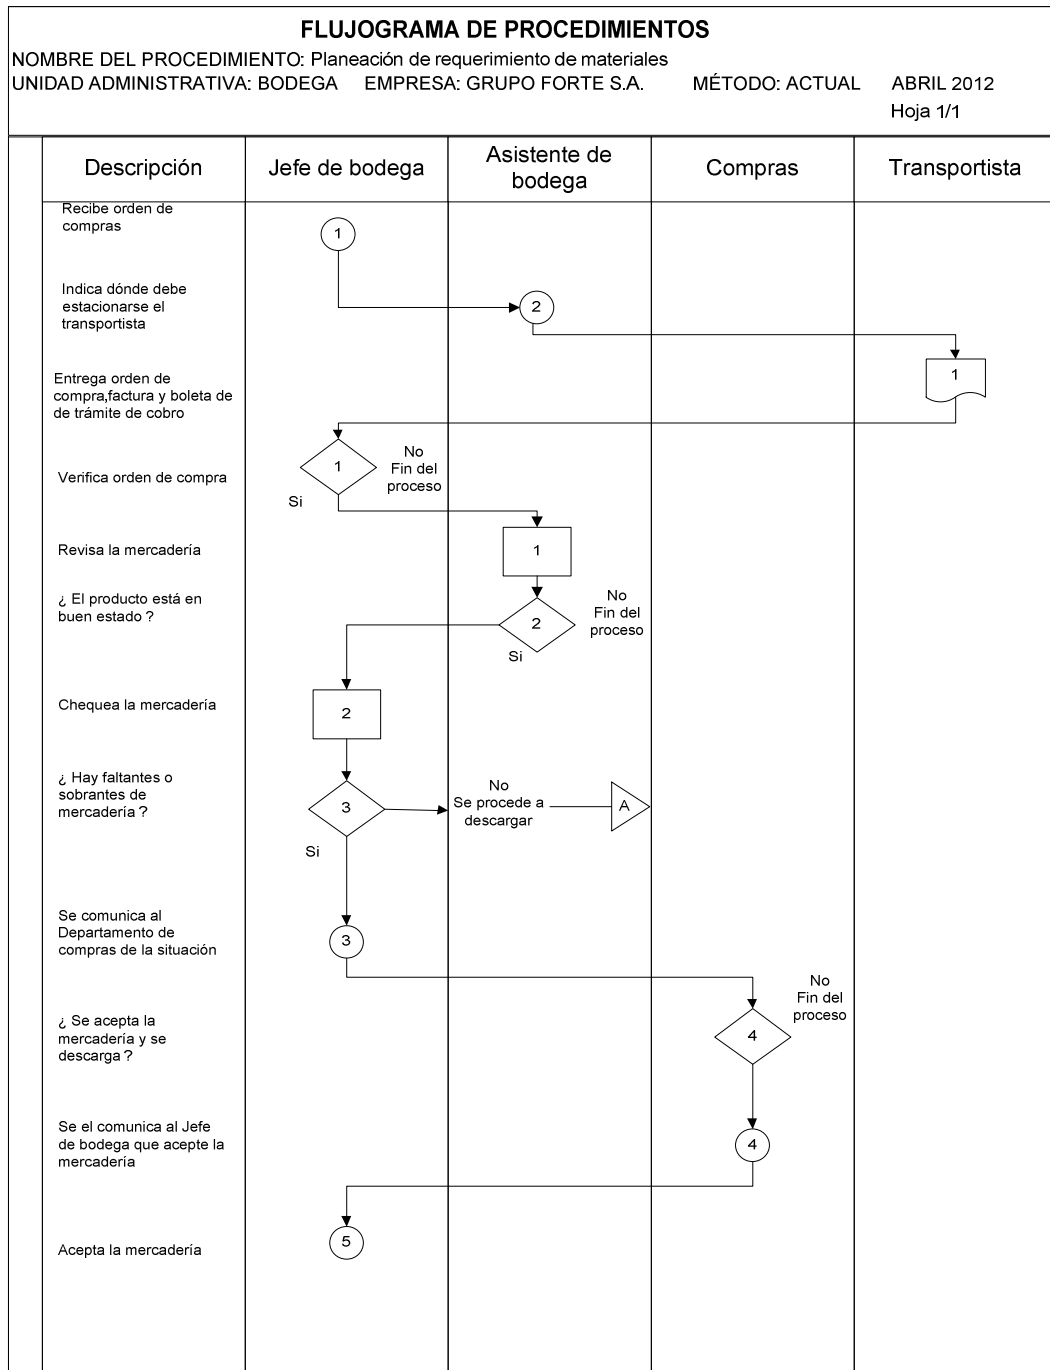 FLUJOGRAMA DE PROCEDIMIENTOS
NOMBRE DEL PROCEDIMIENTO: Planeación de requerimiento de materiales
UNIDAD ADMINISTRATIVA: BODEGA EMPRESA: GRUPO FORTE S.A. MÉTODO: ACTUAL ABRIL 2012
Hoja 1/1
Descripción
Jefe de bodega
Asistente de
bodega
Compras
Transportista
Recibe orden de
compras
1
Indica dónde debe
estacionarse el
transportista
2
Entrega orden de
compra,factura y boleta de
de trámite de cobro
1
Verifica orden de compra
1
No
Fin del
proceso
Si
Revisa la mercadería
1
¿ El producto está en
buen estado ?
2
No
Fin del
proceso
Si
Chequea la mercadería
2
¿ Hay faltantes o
sobrantes de
mercadería ?
3
No
Se procede a
descargar
A
Si
Se comunica al
Departamento de
compras de la situación
3
¿ Se acepta la
mercadería y se
descarga ?
4
No
Fin del
proceso
Se el comunica al Jefe
de bodega que acepte la
mercadería
4
Acepta la mercadería
5